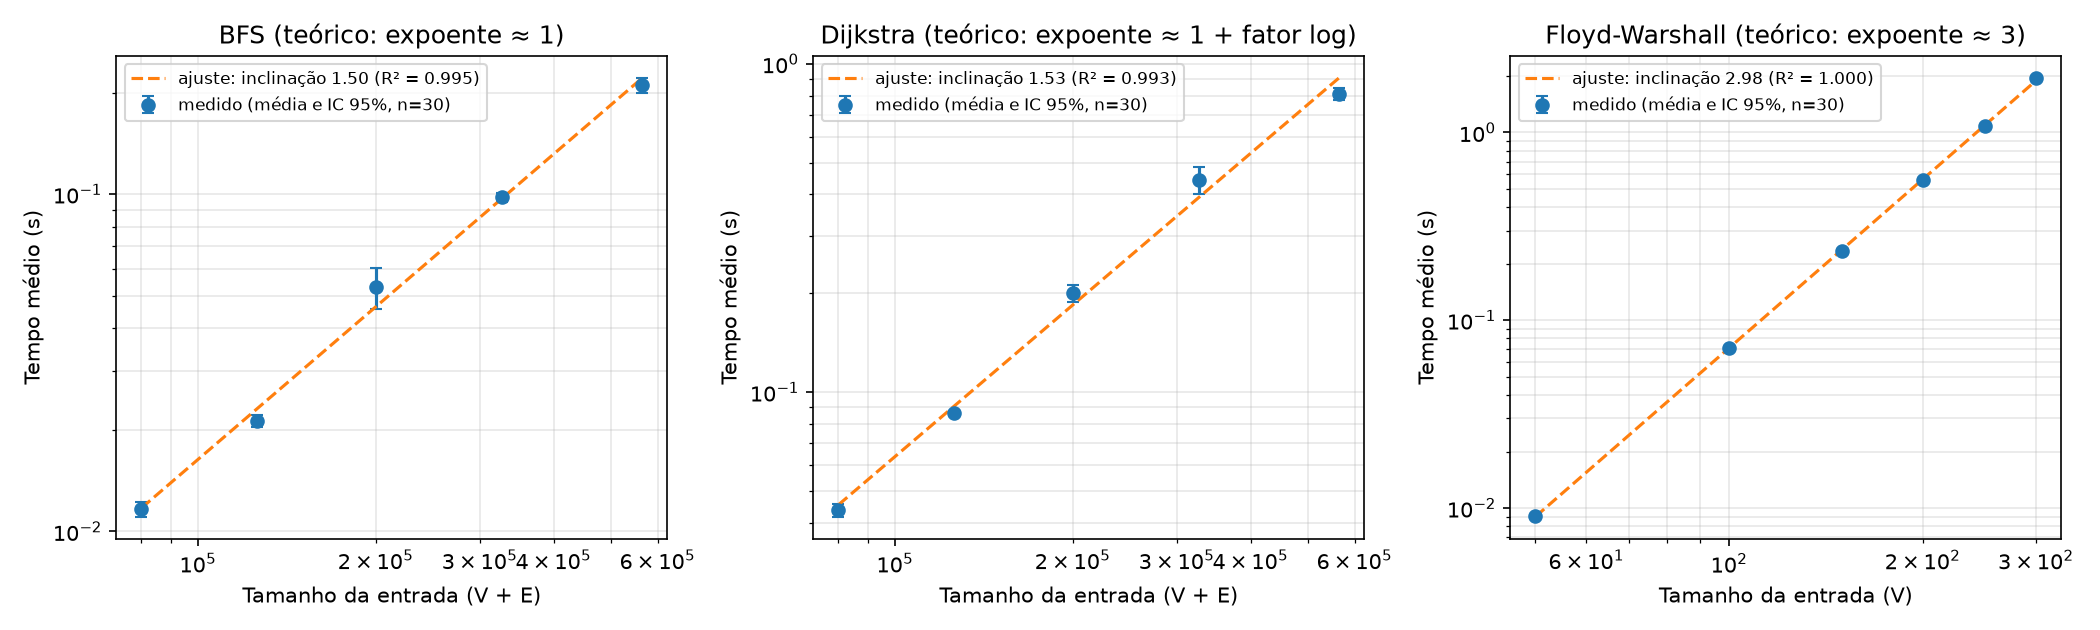 BFS (teórico: expoente ≈ 1)
ajuste: inclinação 1.50 (R² = 0.995)
medido (média e IC 95%, n=30)
Tempo médio (s)
10⁻¹
10⁻²
10⁵
2 × 10⁵
3 × 10⁵
4 × 10⁵
6 × 10⁵
Tamanho da entrada (V + E)
Dijkstra (teórico: expoente ≈ 1 + fator log)
ajuste: inclinação 1.53 (R² = 0.993)
medido (média e IC 95%, n=30)
Tempo médio (s)
10⁰
10⁻¹
10⁵
2 × 10⁵
3 × 10⁵
4 × 10⁵
6 × 10⁵
Tamanho da entrada (V + E)
Floyd-Warshall (teórico: expoente ≈ 3)
ajuste: inclinação 2.98 (R² = 1.000)
medido (média e IC 95%, n=30)
Tempo médio (s)
10⁰
10⁻¹
10⁻²
6 × 10¹
10²
2 × 10²
3 × 10²
Tamanho da entrada (V)